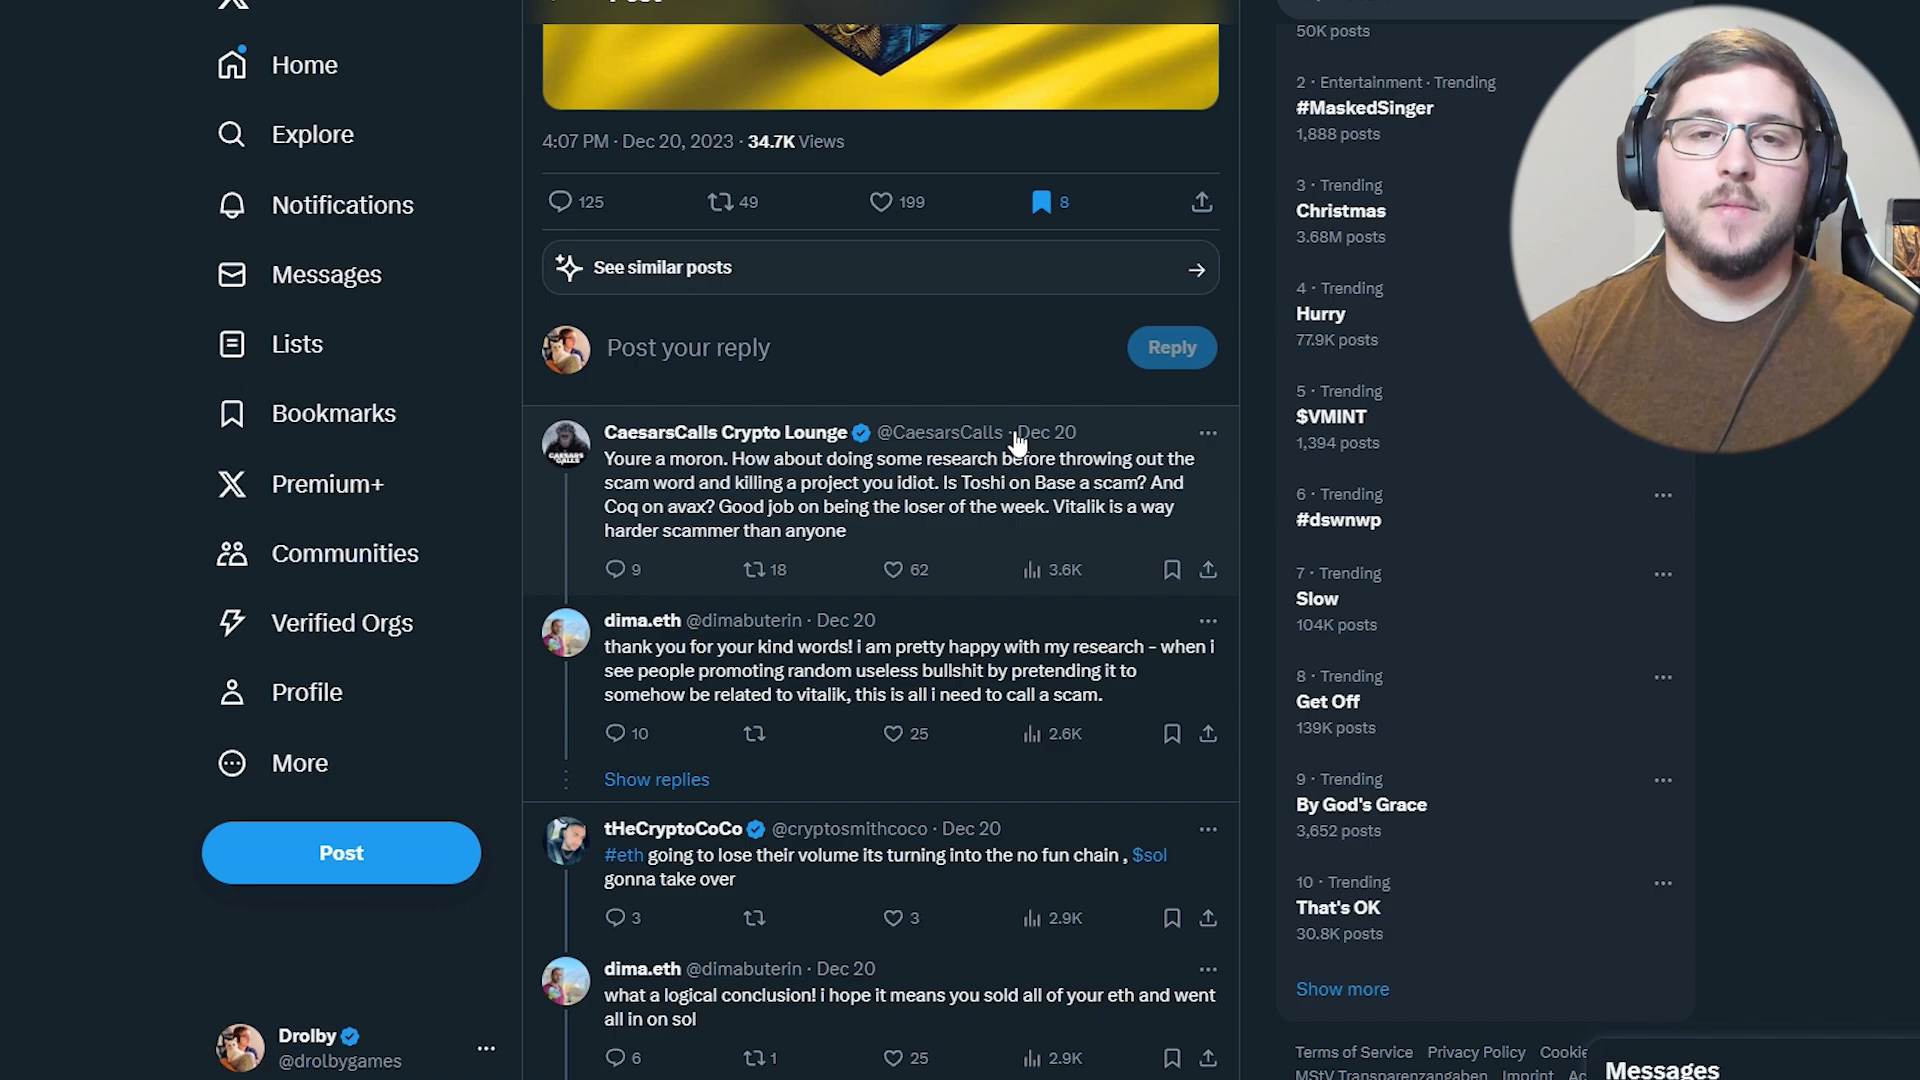 Home
Explore
Notifications
Messages
Lists
Bookmarks
Premium+
Communities
Verified Orgs
Profile
More
Post
Drolby
@drolbygames
4:07 PM · Dec 20, 2023 · 34.7K Views
125 49 199 8
See similar posts
Post your reply
Reply
CaesarsCalls Crypto Lounge @CaesarsCalls · Dec 20
Youre a moron. How about doing some research before throwing out the
scam word and killing a project you idiot. Is Toshi on Base a scam? And
Coq on avax? Good job on being the loser of the week. Vitalik is a way
harder scammer than anyone
9 18 62 3.6K
dima.eth @dimabuterin · Dec 20
thank you for your kind words! i am pretty happy with my research - when i
see people promoting random useless bullshit by pretending it to
somehow be related to vitalik, this is all i need to call a scam.
10 25 2.6K
Show replies
tHeCryptoCoCo @cryptosmithcoco · Dec 20
#eth going to lose their volume its turning into the no fun chain , $sol
gonna take over
3 3 2.9K
dima.eth @dimabuterin · Dec 20
what a logical conclusion! i hope it means you sold all of your eth and went
all in on sol
6 1 25 2.9K
50K posts
2 · Entertainment · Trending
#MaskedSinger
1,888 posts
3 · Trending
Christmas
3.68M posts
4 · Trending
Hurry
77.9K posts
5 · Trending
$VMINT
1,394 posts
6 · Trending
#dswnwp
7 · Trending
Slow
104K posts
8 · Trending
Get Off
139K posts
9 · Trending
By God's Grace
3,652 posts
10 · Trending
That's OK
30.8K posts
Show more
Terms of Service Privacy Policy Cookie
MStV Transparenzangaben Imprint
Messages